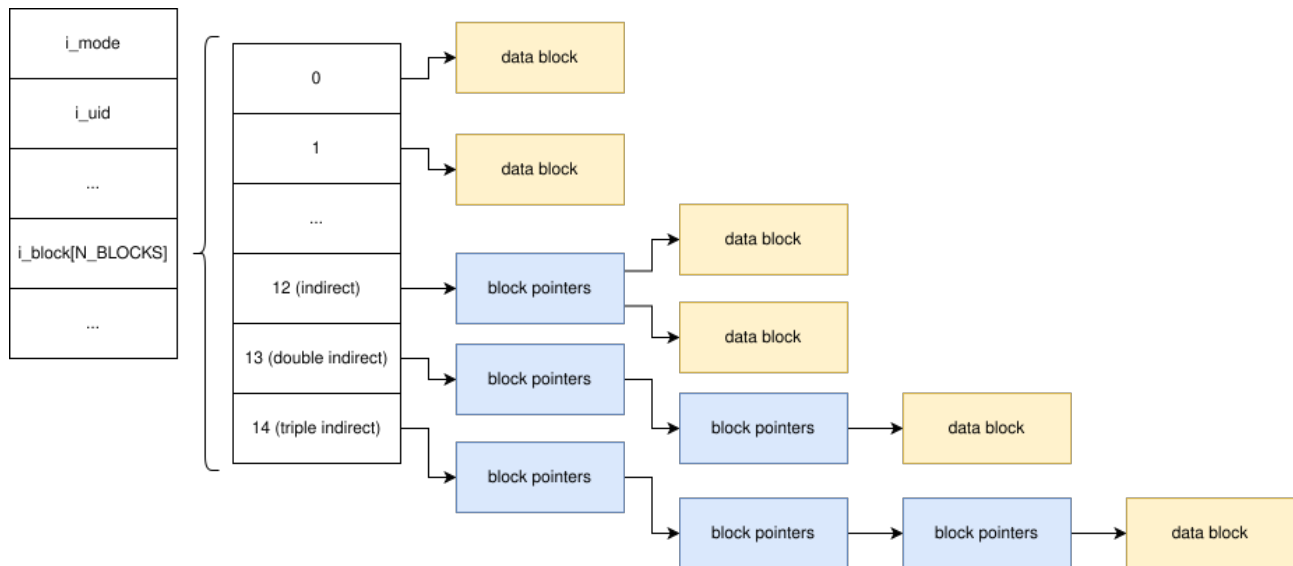 i_mode
i_uid
...
i_block[N_BLOCKS]
...
0
1
...
12 (indirect)
13 (double indirect)
14 (triple indirect)
data block
data block
block pointers
data block
data block
block pointers
block pointers
data block
block pointers
block pointers
block pointers
data block